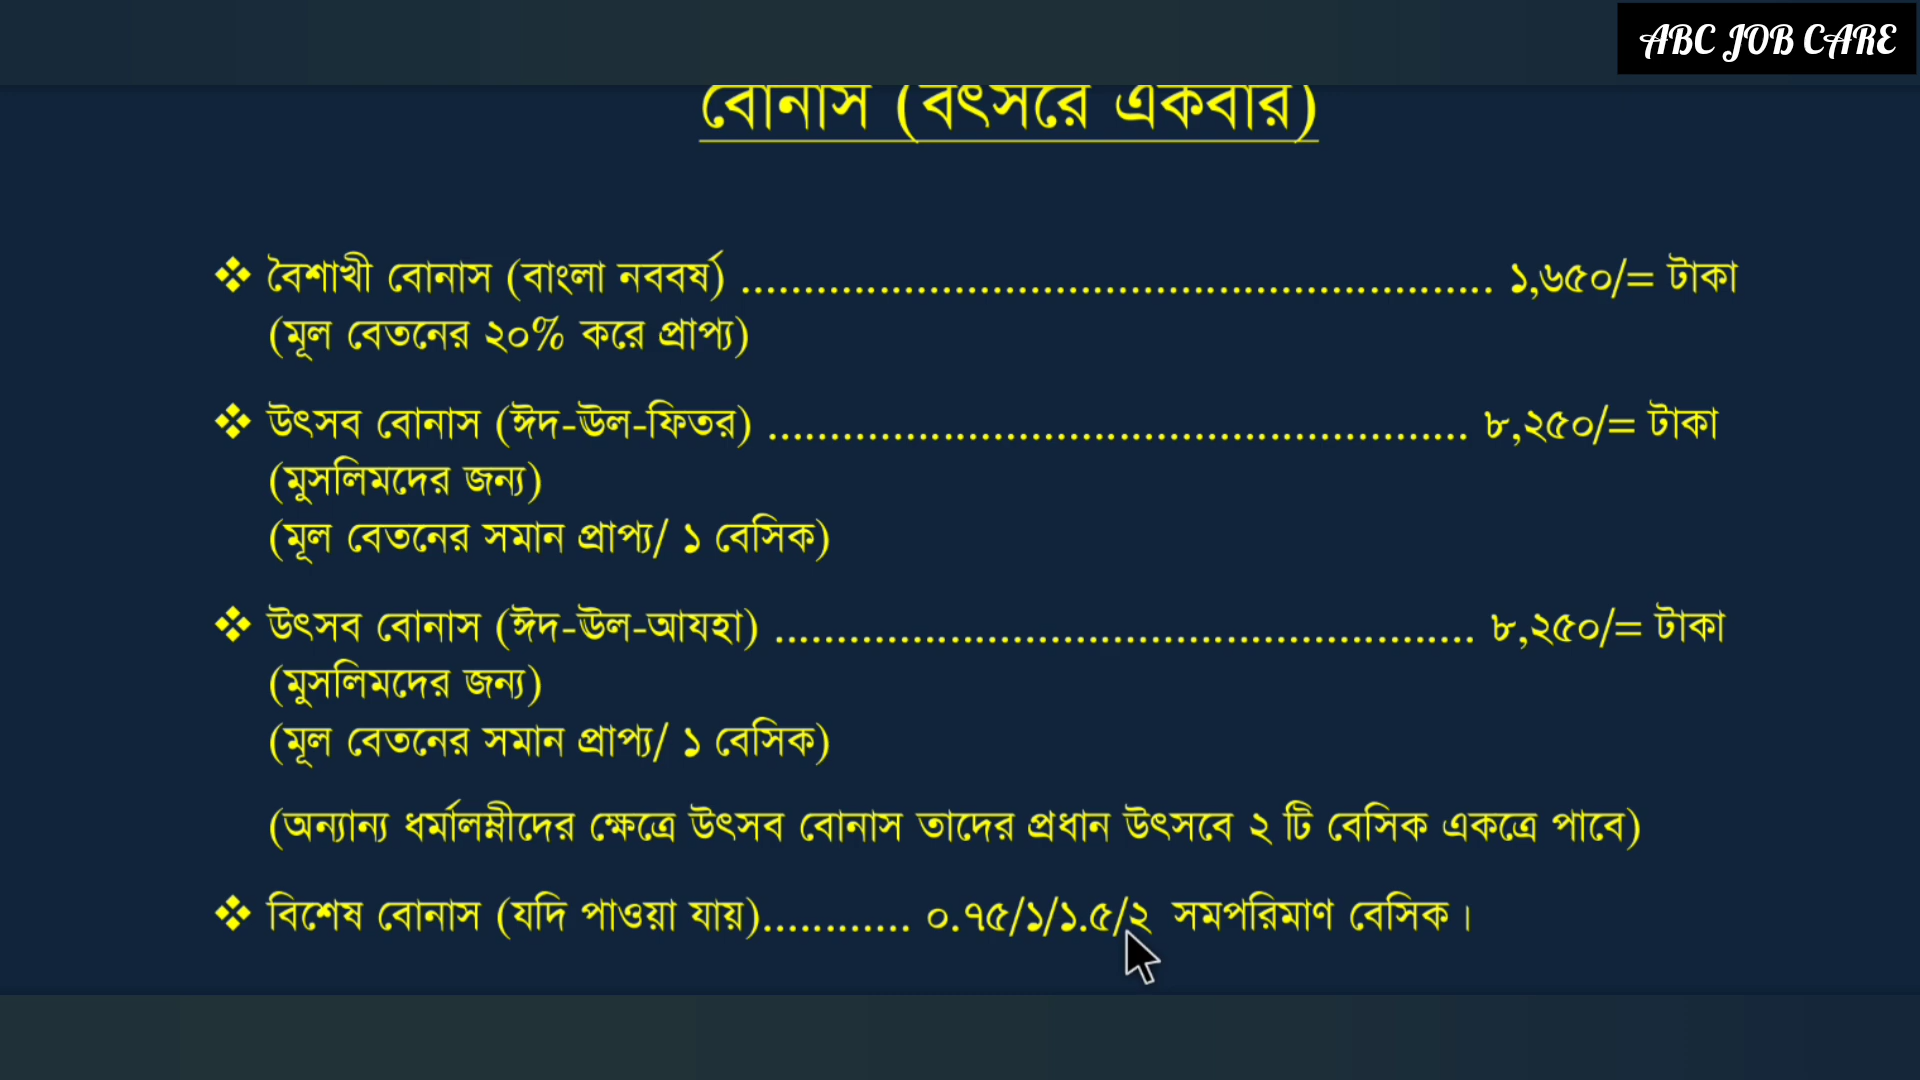 ABC JOB CARE
বোনাস (বৎসরে একবার)
❖ বৈশাখী বোনাস (বাংলা নববর্ষ) ............................................................ ১,৬৫০/= টাকা
(মূল বেতনের ২০% করে প্রাপ্য)
❖ উৎসব বোনাস (ঈদ-ঊল-ফিতর) ........................................................ ৮,২৫০/= টাকা
(মুসলিমদের জন্য)
(মূল বেতনের সমান প্রাপ্য/ ১ বেসিক)
❖ উৎসব বোনাস (ঈদ-ঊল-আযহা) ........................................................ ৮,২৫০/= টাকা
(মুসলিমদের জন্য)
(মূল বেতনের সমান প্রাপ্য/ ১ বেসিক)
(অন্যান্য ধর্মালম্নীদের ক্ষেত্রে উৎসব বোনাস তাদের প্রধান উৎসবে ২ টি বেসিক একত্রে পাবে)
❖ বিশেষ বোনাস (যদি পাওয়া যায়)............ ০.৭৫/১/১.৫/২ সমপরিমাণ বেসিক।